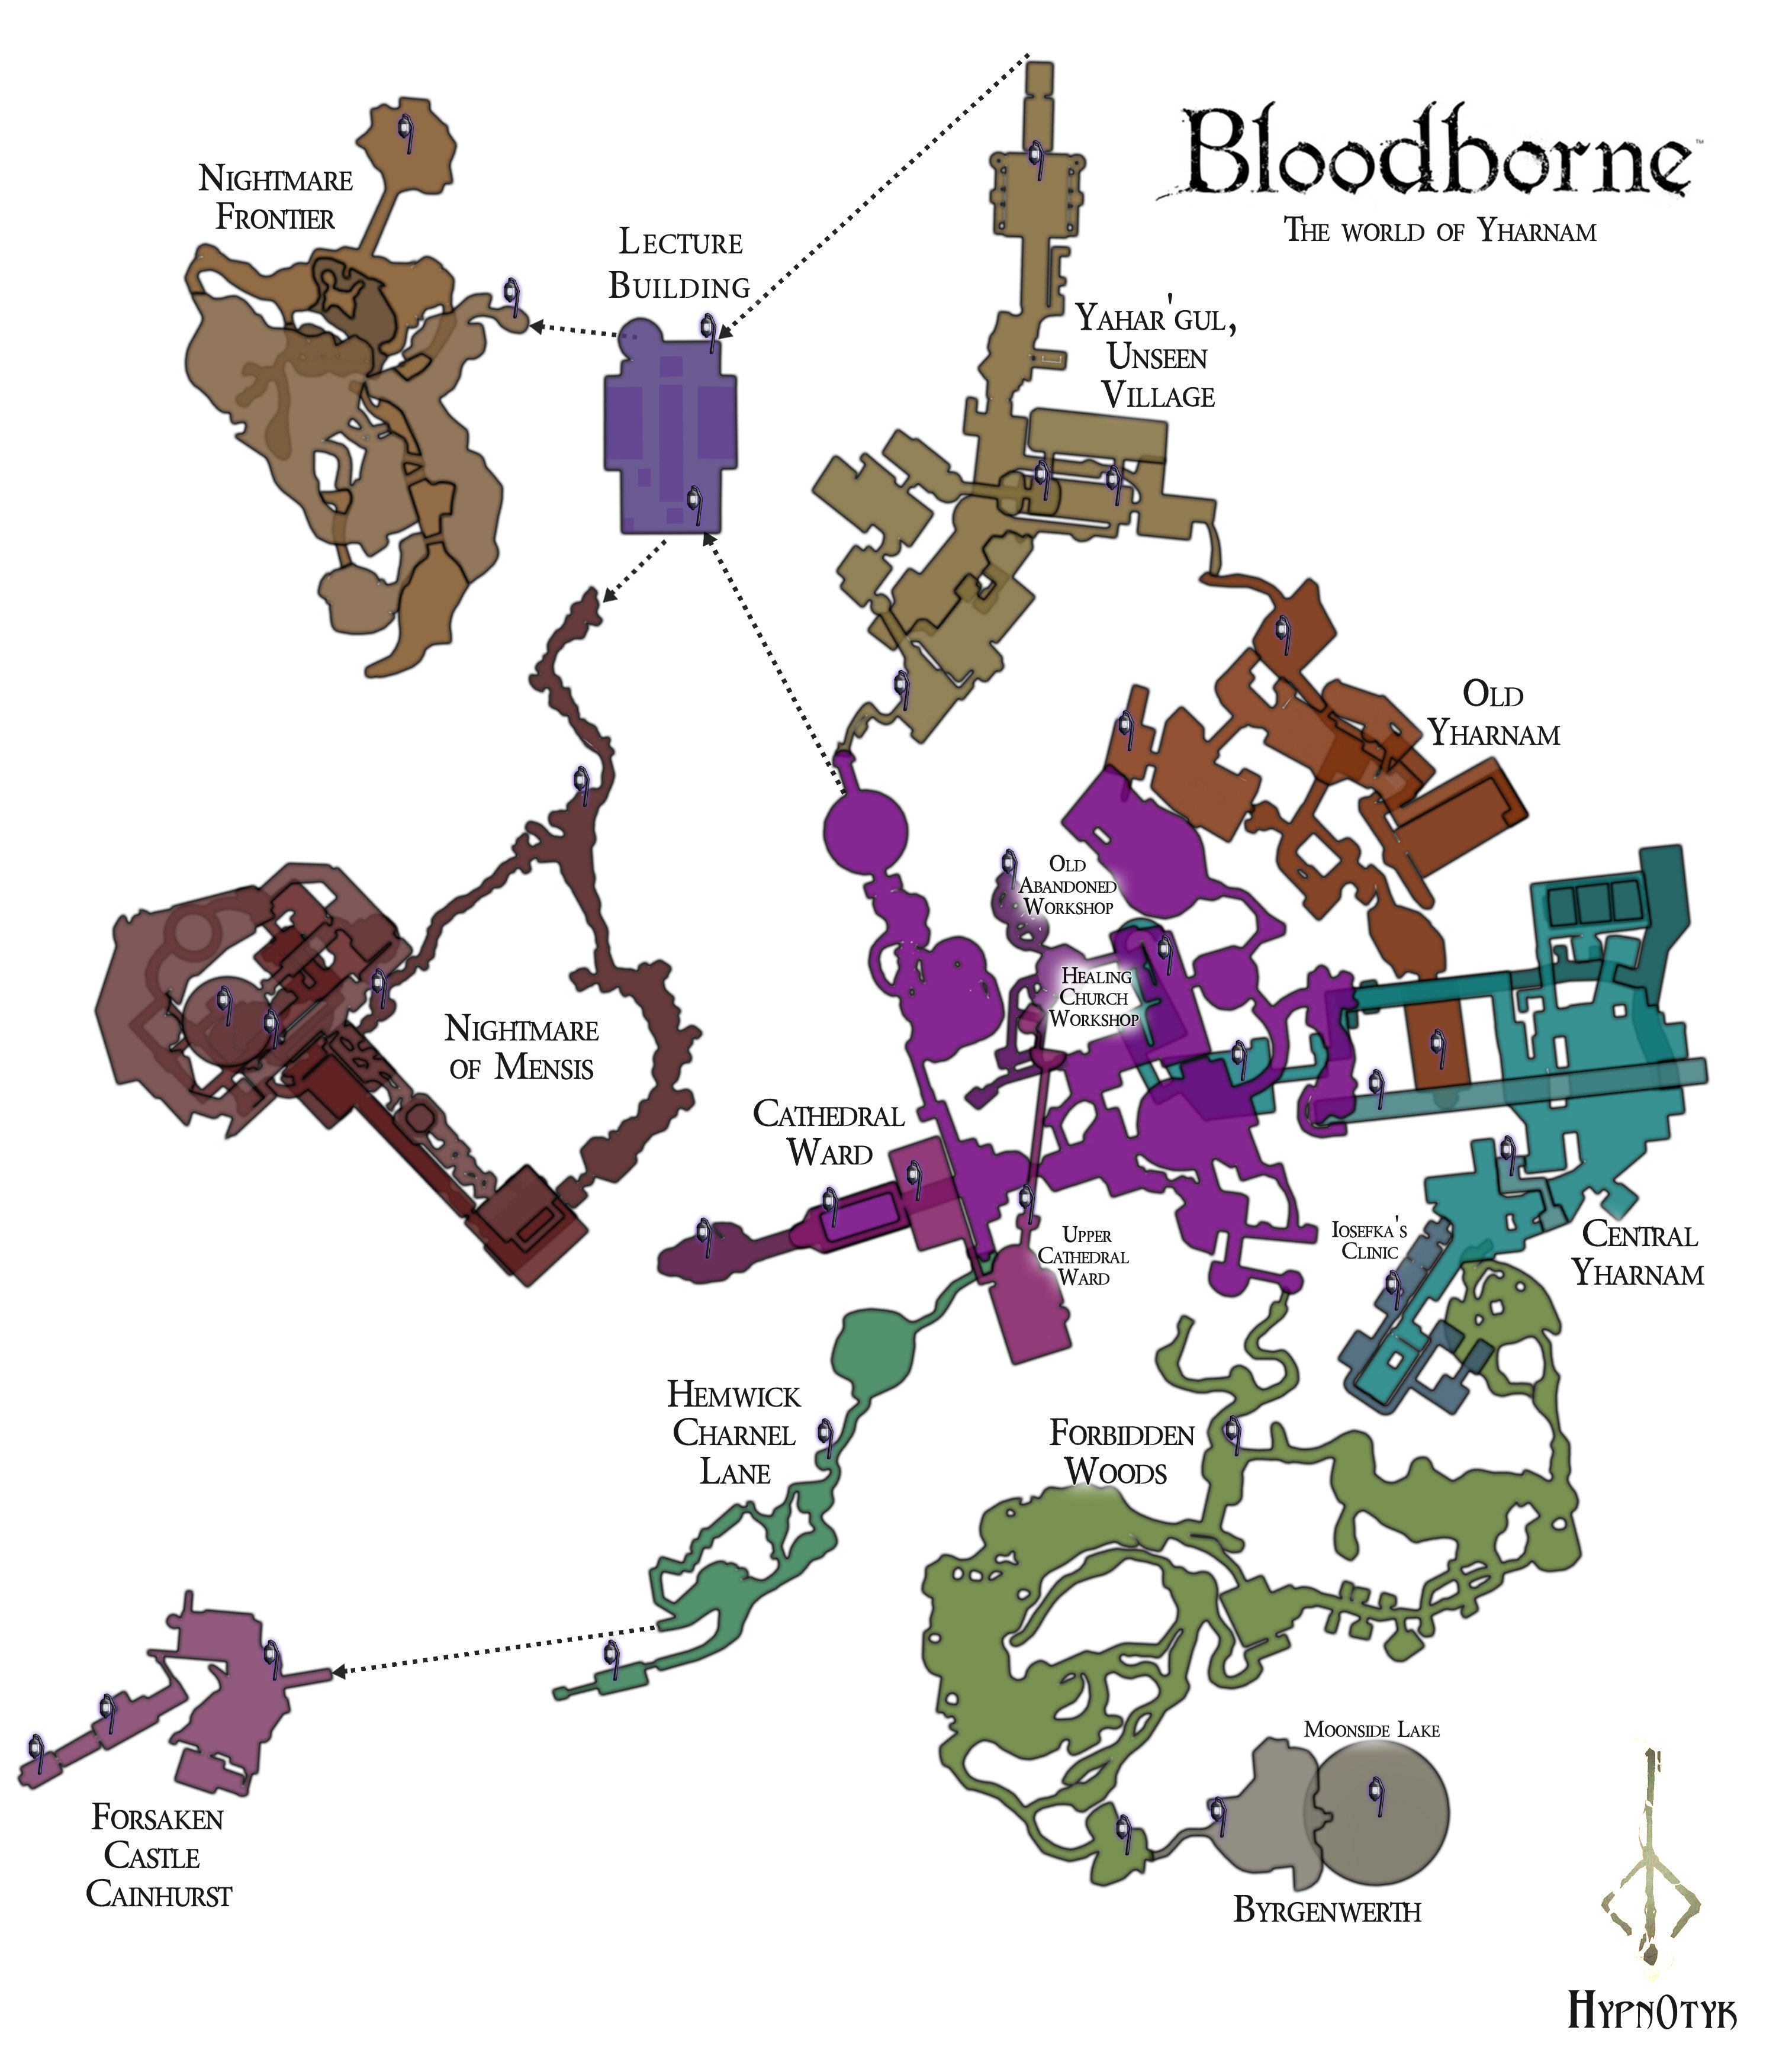 Bloodborne™
The world of Yharnam
Nightmare
Frontier
Lecture
Building
Yahar'gul,
Unseen
Village
Old
Yharnam
Old
Abandoned
Workshop
Healing
Church
Workshop
Nightmare
of Mensis
Cathedral
Ward
Upper
Cathedral
Ward
Iosefka's
Clinic
Central
Yharnam
Hemwick
Charnel
Lane
Forbidden
Woods
Forsaken
Castle
Cainhurst
Moonside Lake
Byrgenwerth
Hypn0tyk